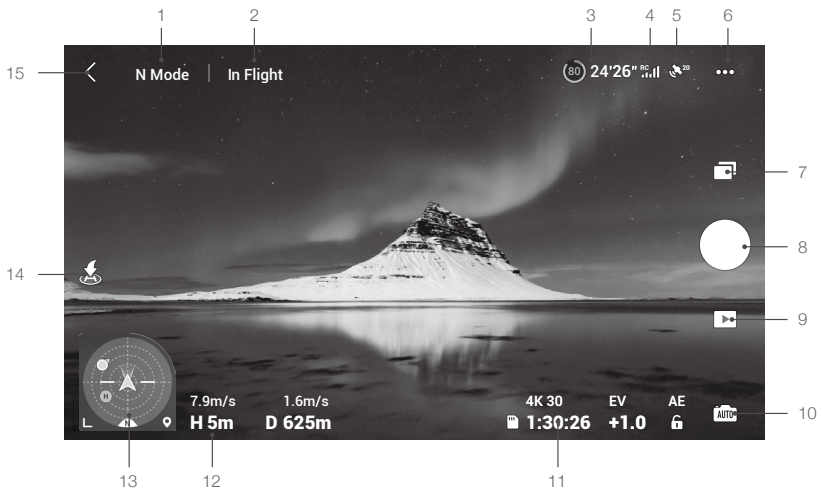 1 2 3 4 5 6
15 N Mode | In Flight 80 24'26" RC 20
7
8
14
9
7.9m/s 1.6m/s 4K 30 EV AE
H
H 5m D 625m 1:30:26 +1.0 AUTO 10
N
13 12 11